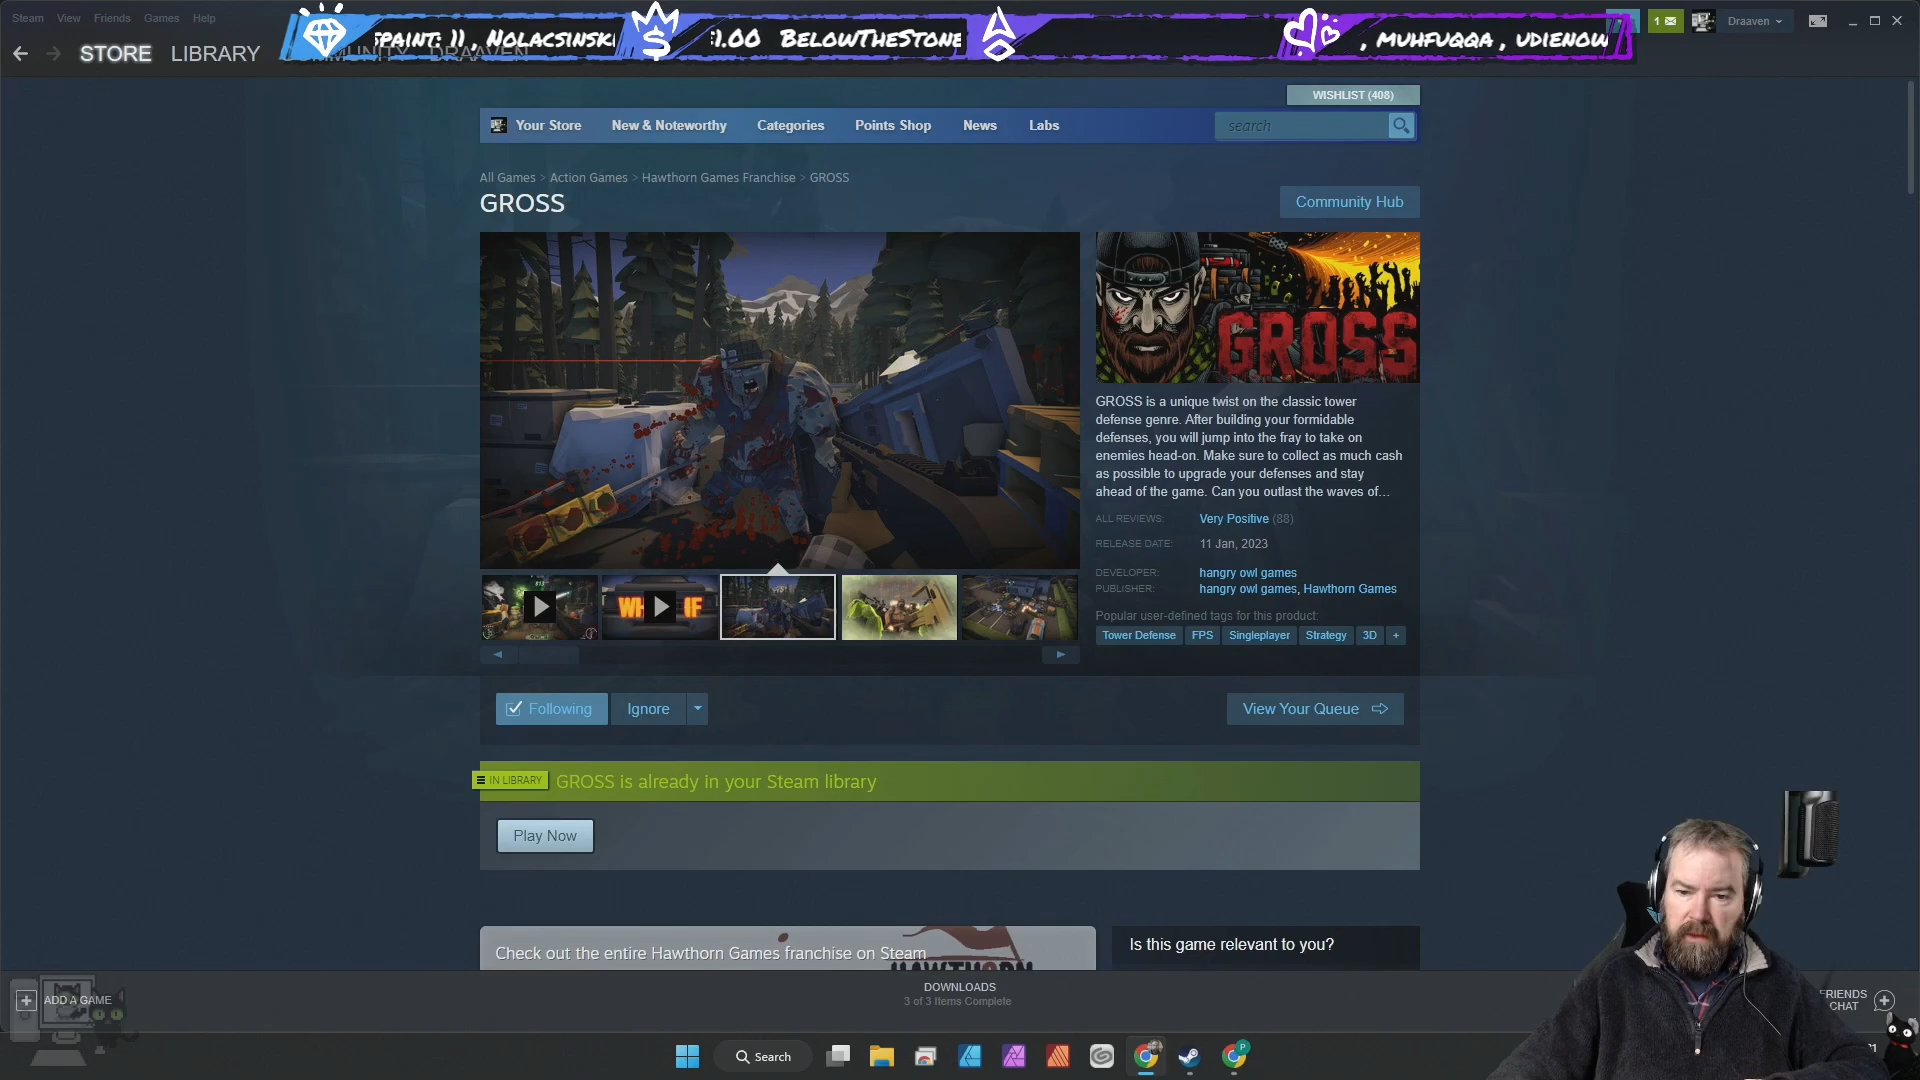 Steam View Friends Games Help
PAINT: 11 , NOLACSINSKI
1.00 BELOWTHESTONE
, MUHFUQQA , UDIENOW
1
Draaven
STORE
LIBRARY
DRAAVEN
WISHLIST (408)
Your Store
New & Noteworthy
Categories
Points Shop
News
Labs
search
All Games > Action Games > Hawthorn Games Franchise > GROSS
GROSS
Community Hub
GROSS
GROSS is a unique twist on the classic tower
defense genre. After building your formidable
defenses, you will jump into the fray to take on
enemies head-on. Make sure to collect as much cash
as possible to upgrade your defenses and stay
ahead of the game. Can you outlast the waves of...
ALL REVIEWS: Very Positive (88)
RELEASE DATE: 11 Jan, 2023
DEVELOPER: hangry owl games
PUBLISHER: hangry owl games, Hawthorn Games
Popular user-defined tags for this product:
Tower Defense FPS Singleplayer Strategy 3D +
Following
Ignore
View Your Queue
IN LIBRARY
GROSS is already in your Steam library
Play Now
Check out the entire Hawthorn Games franchise on Steam
HAWTHORN
Is this game relevant to you?
ADD A GAME
DOWNLOADS
3 of 3 Items Complete
FRIENDS
CHAT
Search